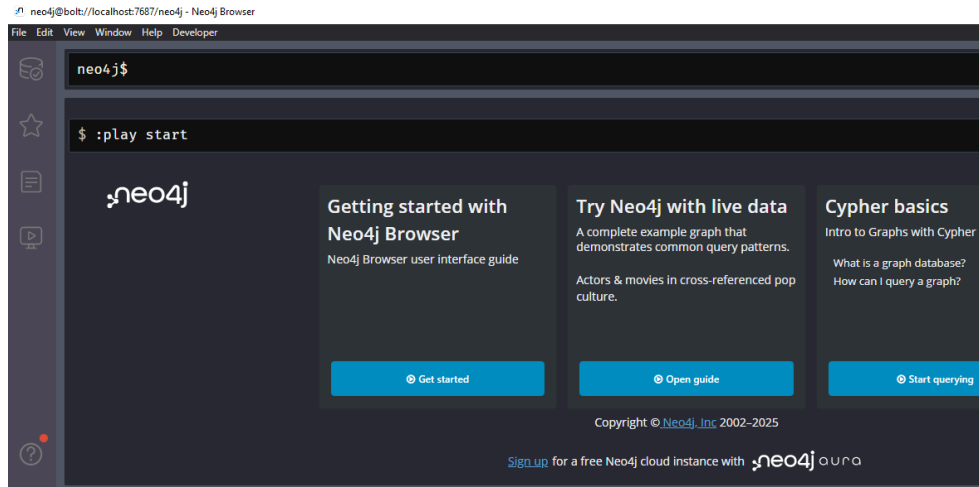 neo4j@bolt://localhost:7687/neo4j - Neo4j Browser
File Edit View Window Help Developer
neo4j$
$ :play start
neo4j
Getting started with
Neo4j Browser
Neo4j Browser user interface guide
Get started
Try Neo4j with live data
A complete example graph that
demonstrates common query patterns.
Actors & movies in cross-referenced pop
culture.
Open guide
Cypher basics
Intro to Graphs with Cypher
What is a graph database?
How can I query a graph?
Start querying
Copyright © Neo4j, Inc 2002–2025
Sign up for a free Neo4j cloud instance with neo4j aura